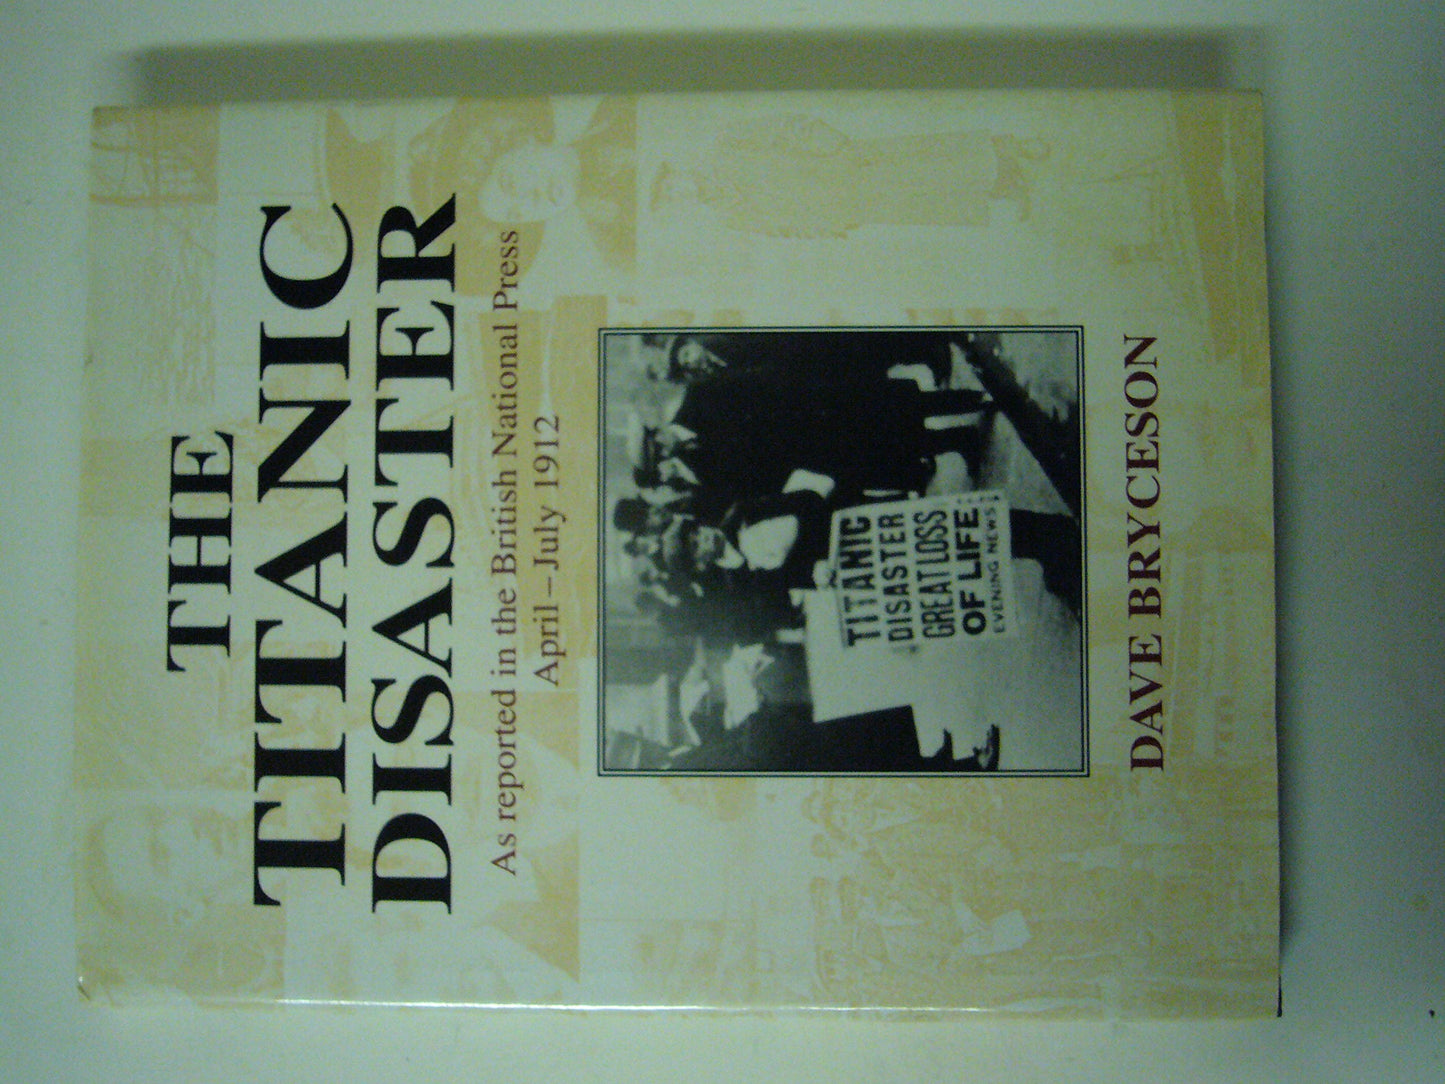 THE
TITANIC
DISASTER
As reported in the British National Press
April–July 1912
TITANIC
DISASTER
GREAT LOSS
OF LIFE
EVENING NEWS
DAVE BRYCESON